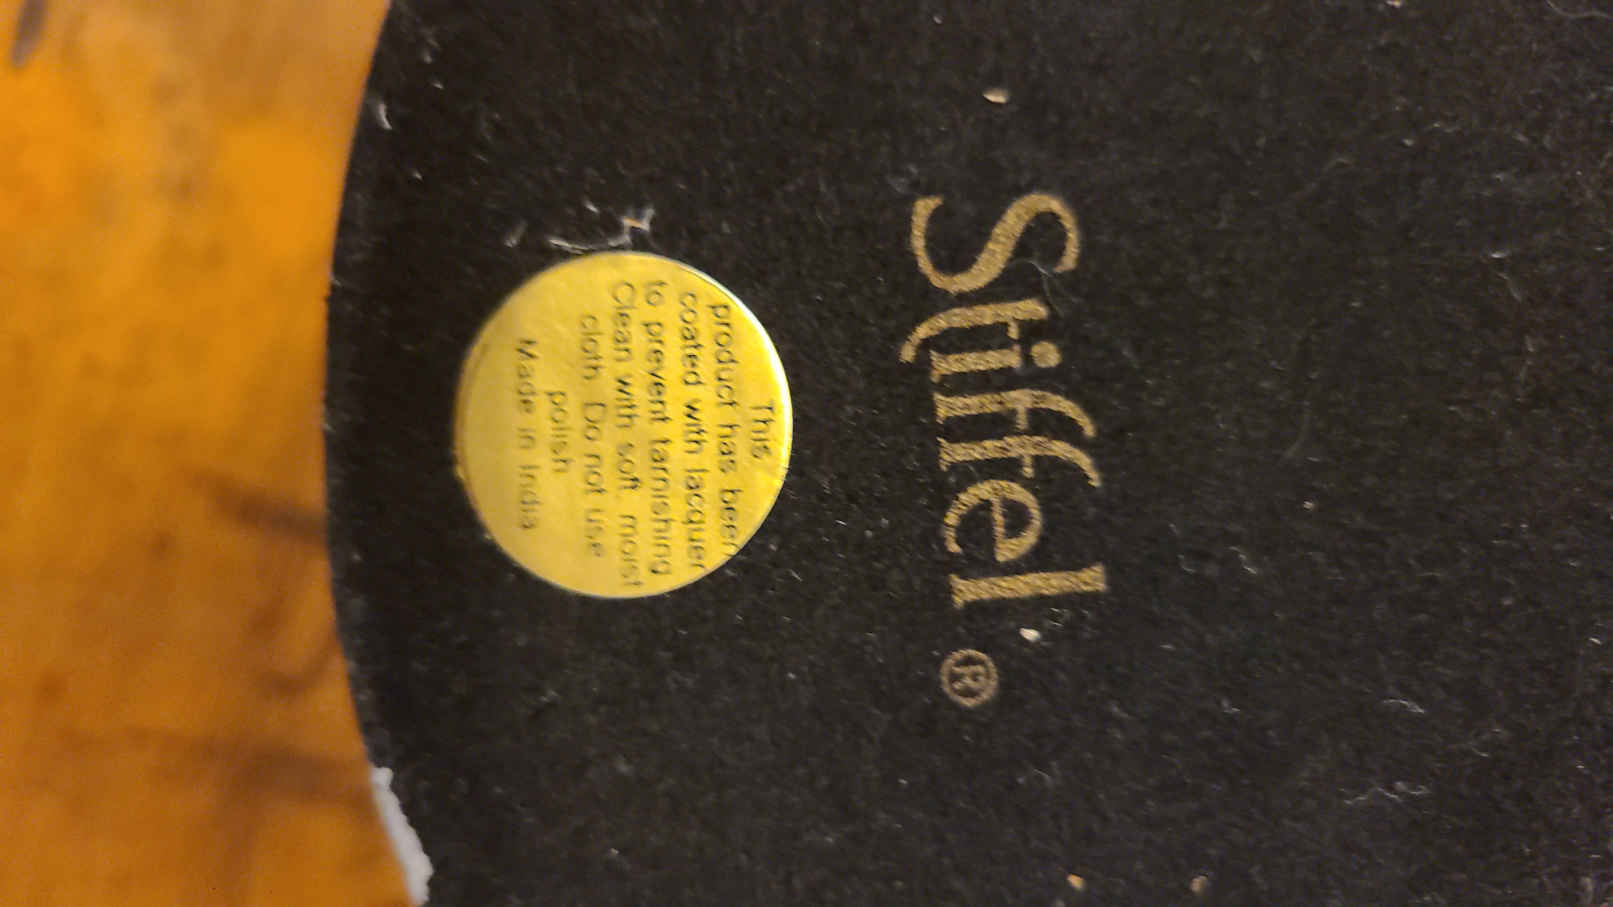 Stiffel ®
This
product has been
coated with lacquer
to prevent tarnishing
Clean with soft moist
cloth. Do not use
polish
Made in India